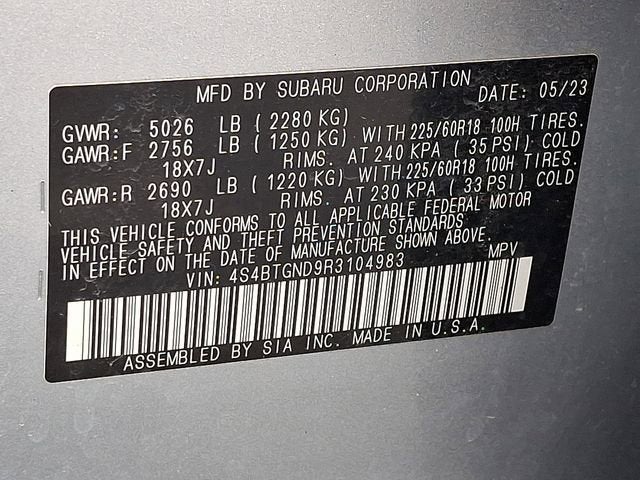 MFD BY SUBARU CORPORATION DATE: 05/23
GVWR: 5026 LB ( 2280 KG)
GAWR:F 2756 LB ( 1250 KG) WITH 225/60R18 100H TIRES.
18X7J RIMS. AT 240 KPA ( 35 PSI) COLD
GAWR:R 2690 LB ( 1220 KG) WITH 225/60R18 100H TIRES.
18X7J RIMS. AT 230 KPA ( 33 PSI) COLD
THIS VEHICLE CONFORMS TO ALL APPLICABLE FEDERAL MOTOR
VEHICLE SAFETY AND THEFT PREVENTION STANDARDS
IN EFFECT ON THE DATE OF MANUFACTURE SHOWN ABOVE.
VIN: 4S4BTGND9R3104983 MPV
ASSEMBLED BY SIA INC. MADE IN U.S.A.